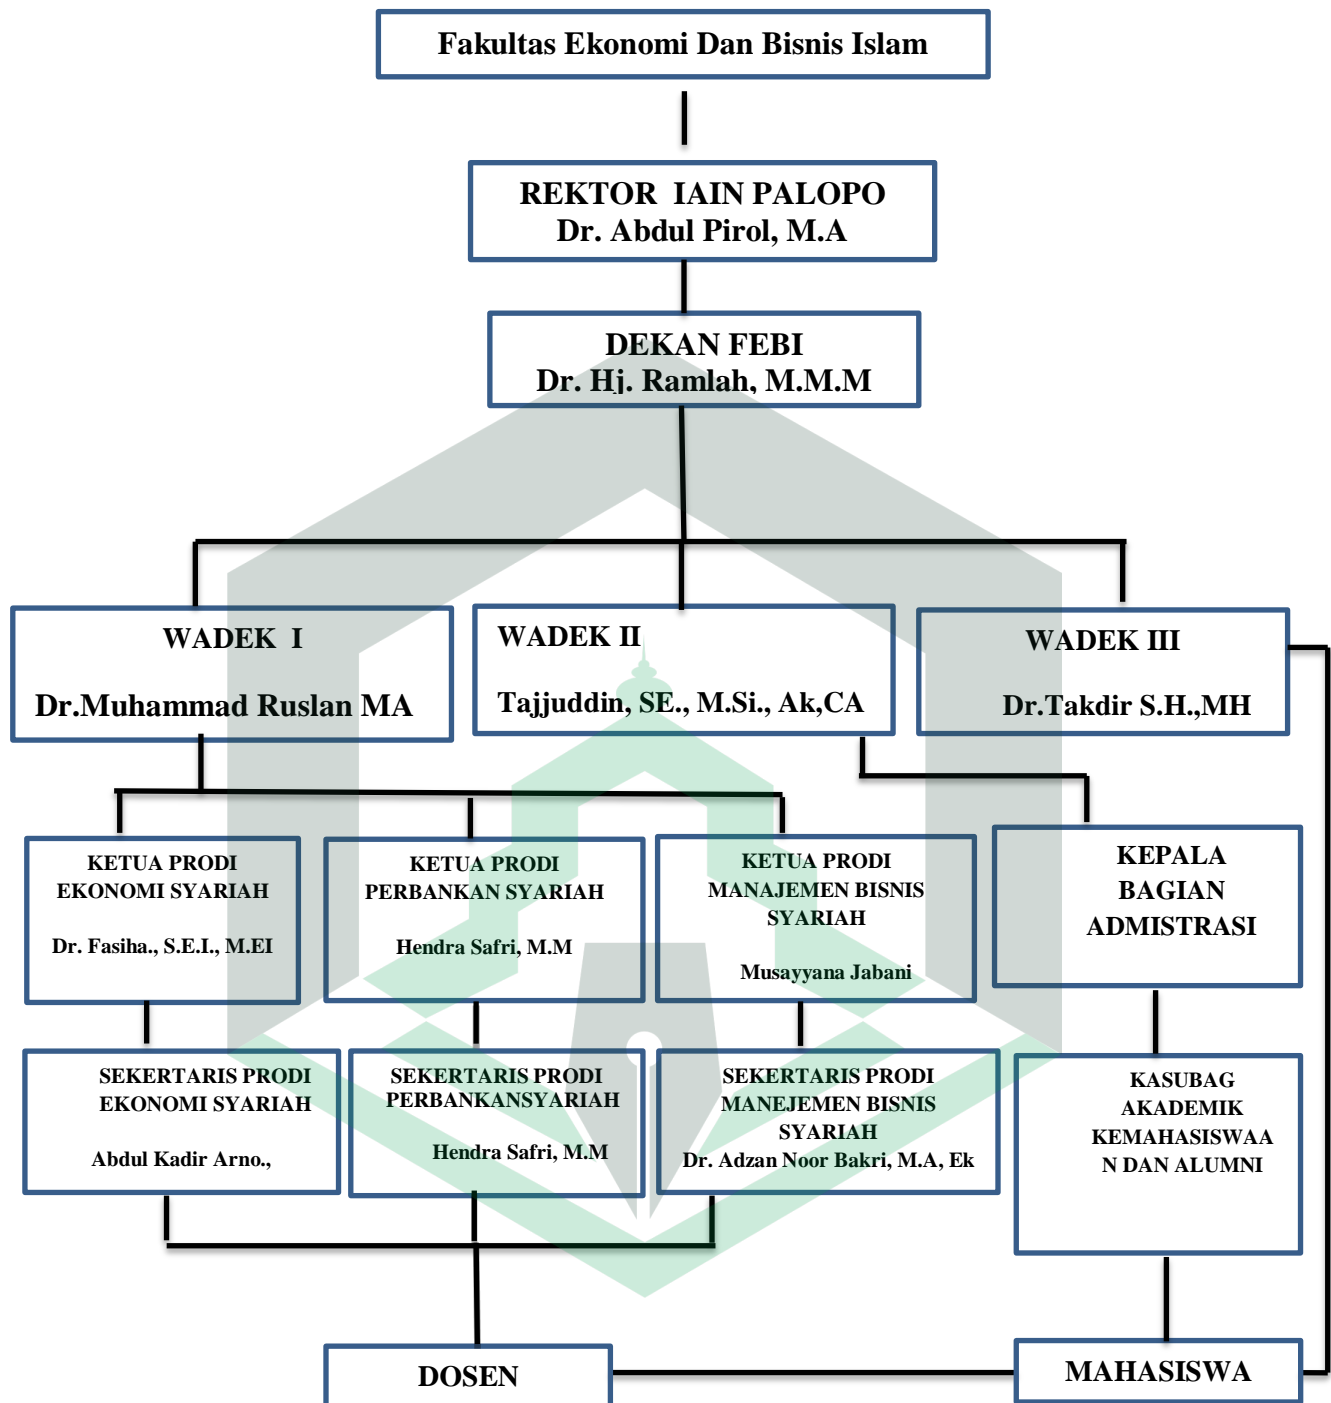 Fakultas Ekonomi Dan Bisnis Islam
REKTOR IAIN PALOPO
Dr. Abdul Pirol, M.A
DEKAN FEBI
Dr. Hj. Ramlah, M.M.M
WADEK I
Dr.Muhammad Ruslan MA
WADEK II
Tajjuddin, SE., M.Si., Ak,CA
WADEK III
Dr.Takdir S.H.,MH
KETUA PRODI
EKONOMI SYARIAH
Dr. Fasiha., S.E.I., M.EI
KETUA PRODI
PERBANKAN SYARIAH
Hendra Safri, M.M
KETUA PRODI
MANAJEMEN BISNIS
SYARIAH
Musayyana Jabani
KEPALA
BAGIAN
ADMISTRASI
SEKERTARIS PRODI
EKONOMI SYARIAH
Abdul Kadir Arno.,
SEKERTARIS PRODI
PERBANKANSYARIAH
Hendra Safri, M.M
SEKERTARIS PRODI
MANEJEMEN BISNIS
SYARIAH
Dr. Adzan Noor Bakri, M.A, Ek
KASUBAG
AKADEMIK
KEMAHASISWAA
N DAN ALUMNI
DOSEN
MAHASISWA